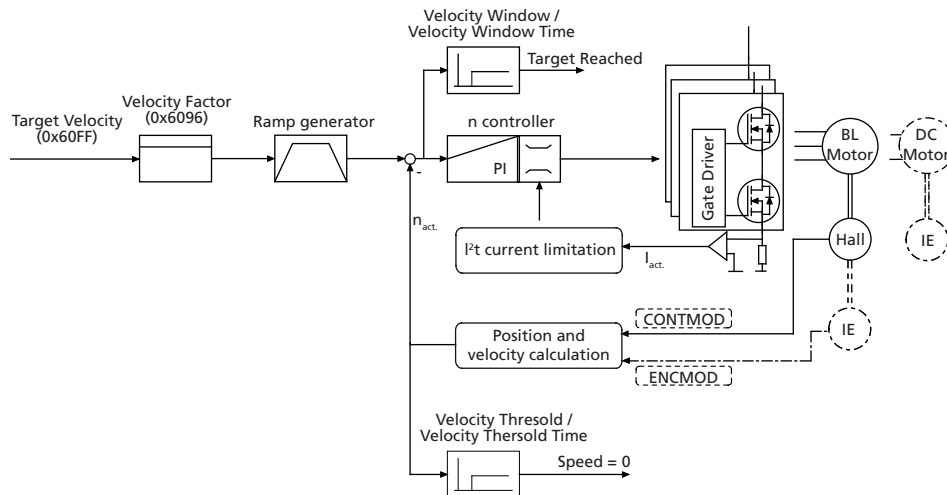 Velocity Window /
Velocity Window Time
Target Reached
Velocity Factor
(0x6096)
Target Velocity
(0x60FF)
Ramp generator
n controller
PI
-
n act.
I²t current limitation
I act.
Gate Driver
BL
Motor
DC
Motor
Hall
IE
IE
CONTMOD
Position and
velocity calculation
ENCMOD
Velocity Thresold /
Velocity Thersold Time
Speed = 0